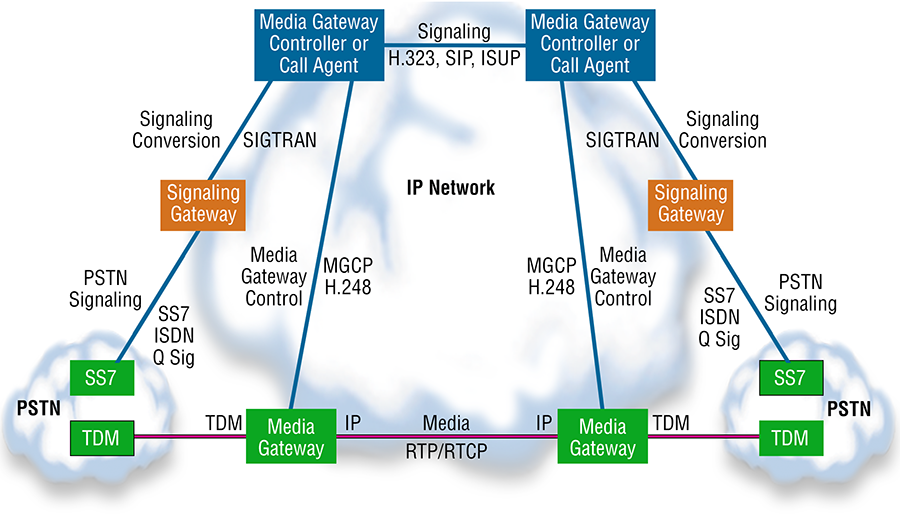 Media Gateway
Controller or
Call Agent
Signaling
H.323, SIP, ISUP
Media Gateway
Controller or
Call Agent
Signaling
Conversion
SIGTRAN
SIGTRAN
Signaling
Conversion
Signaling
Gateway
IP Network
Signaling
Gateway
Media
Gateway
Control
MGCP
H.248
MGCP
H.248
Media
Gateway
Control
PSTN
Signaling
SS7
ISDN
Q Sig
SS7
ISDN
Q Sig
PSTN
Signaling
PSTN
SS7
TDM
TDM
Media
Gateway
IP
Media
RTP/RTCP
IP
Media
Gateway
TDM
SS7
TDM
PSTN